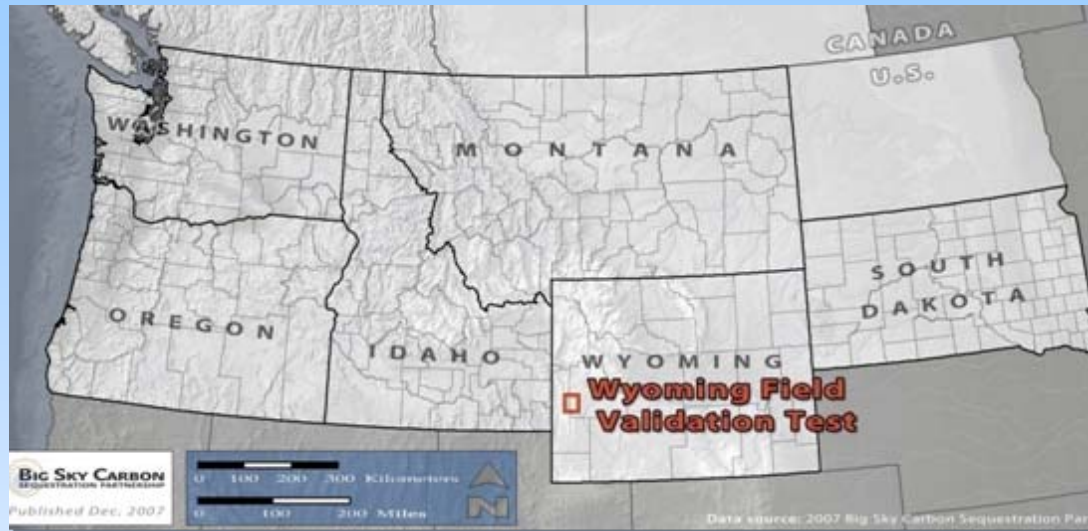 CANADA
U.S.
WASHINGTON
MONTANA
OREGON
IDAHO
WYOMING
SOUTH
DAKOTA
Wyoming Field
Validation Test
BIG SKY CARBON
SEQUESTRATION PARTNERSHIP
Published Dec. 2007
0 100 200 300 Kilometers
0 100 200 Miles
N
Data source: 2007 Big Sky Carbon Sequestration Pa